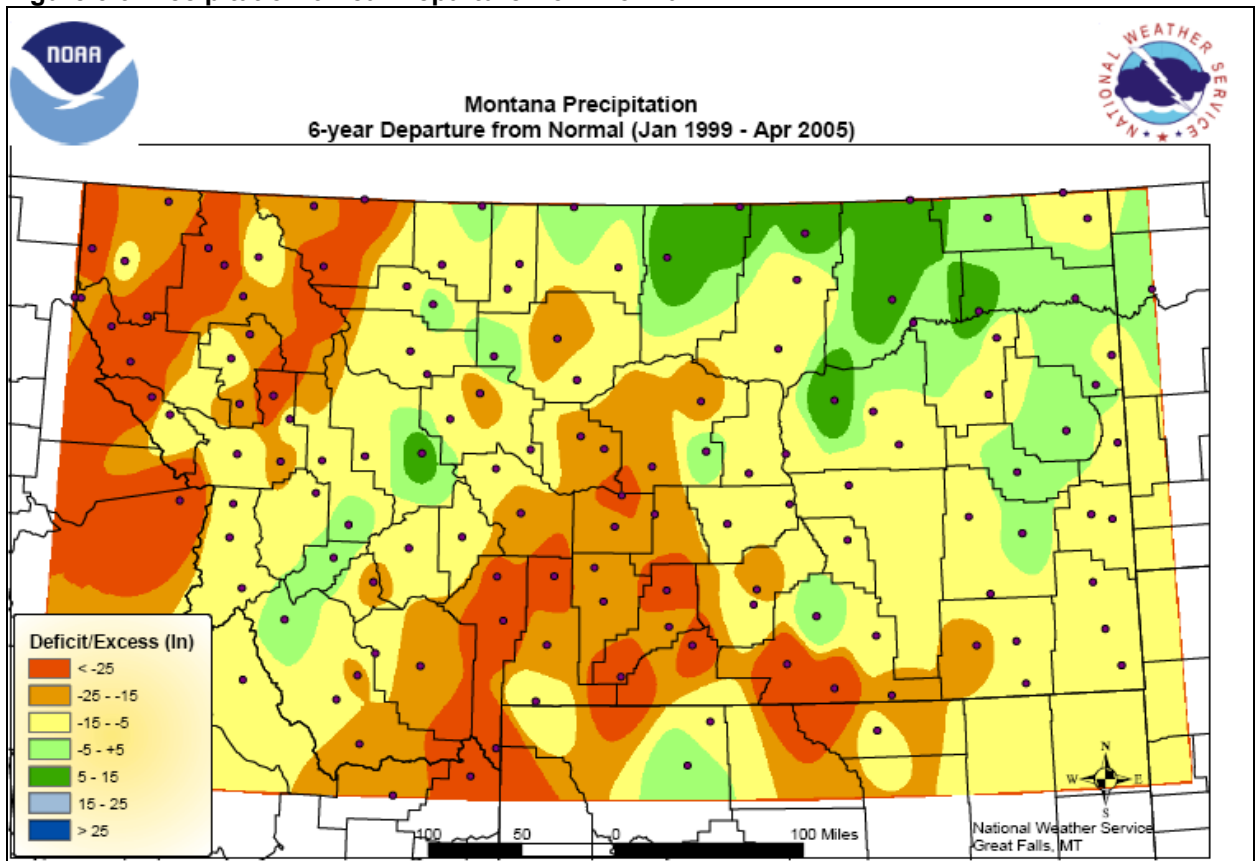 NOAA
NATIONAL WEATHER SERVICE
Montana Precipitation
6-year Departure from Normal (Jan 1999 - Apr 2005)
Deficit/Excess (In)
< -25
-25 - -15
-15 - -5
-5 - +5
5 - 15
15 - 25
> 25
N
W E
S
100 50 0 100 Miles
National Weather Service
Great Falls, MT